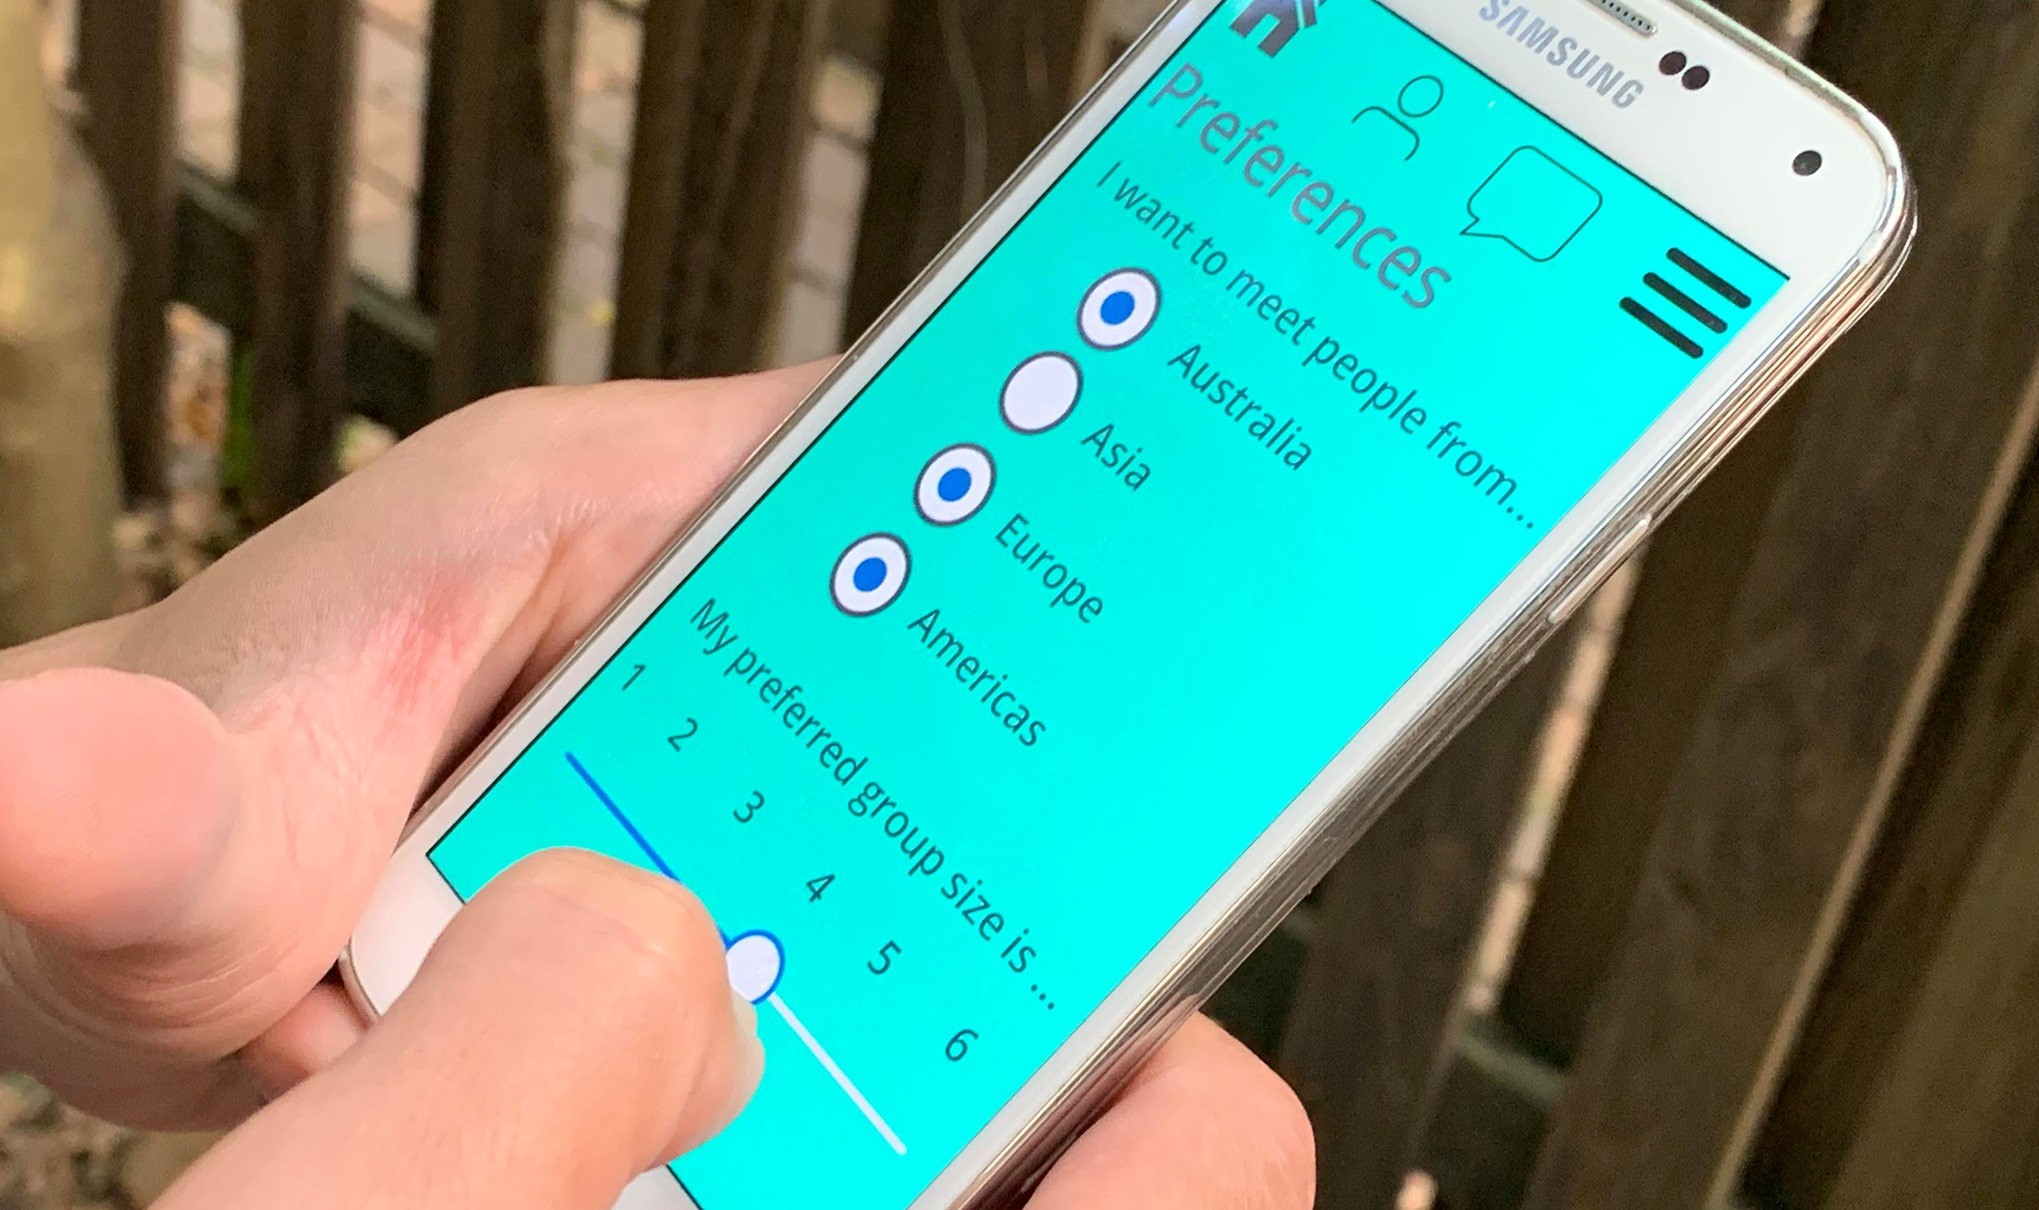 SAMSUNG
Preferences
I want to meet people from...
Australia
Asia
Europe
Americas
My preferred group size is ...
1 2 3 4 5 6